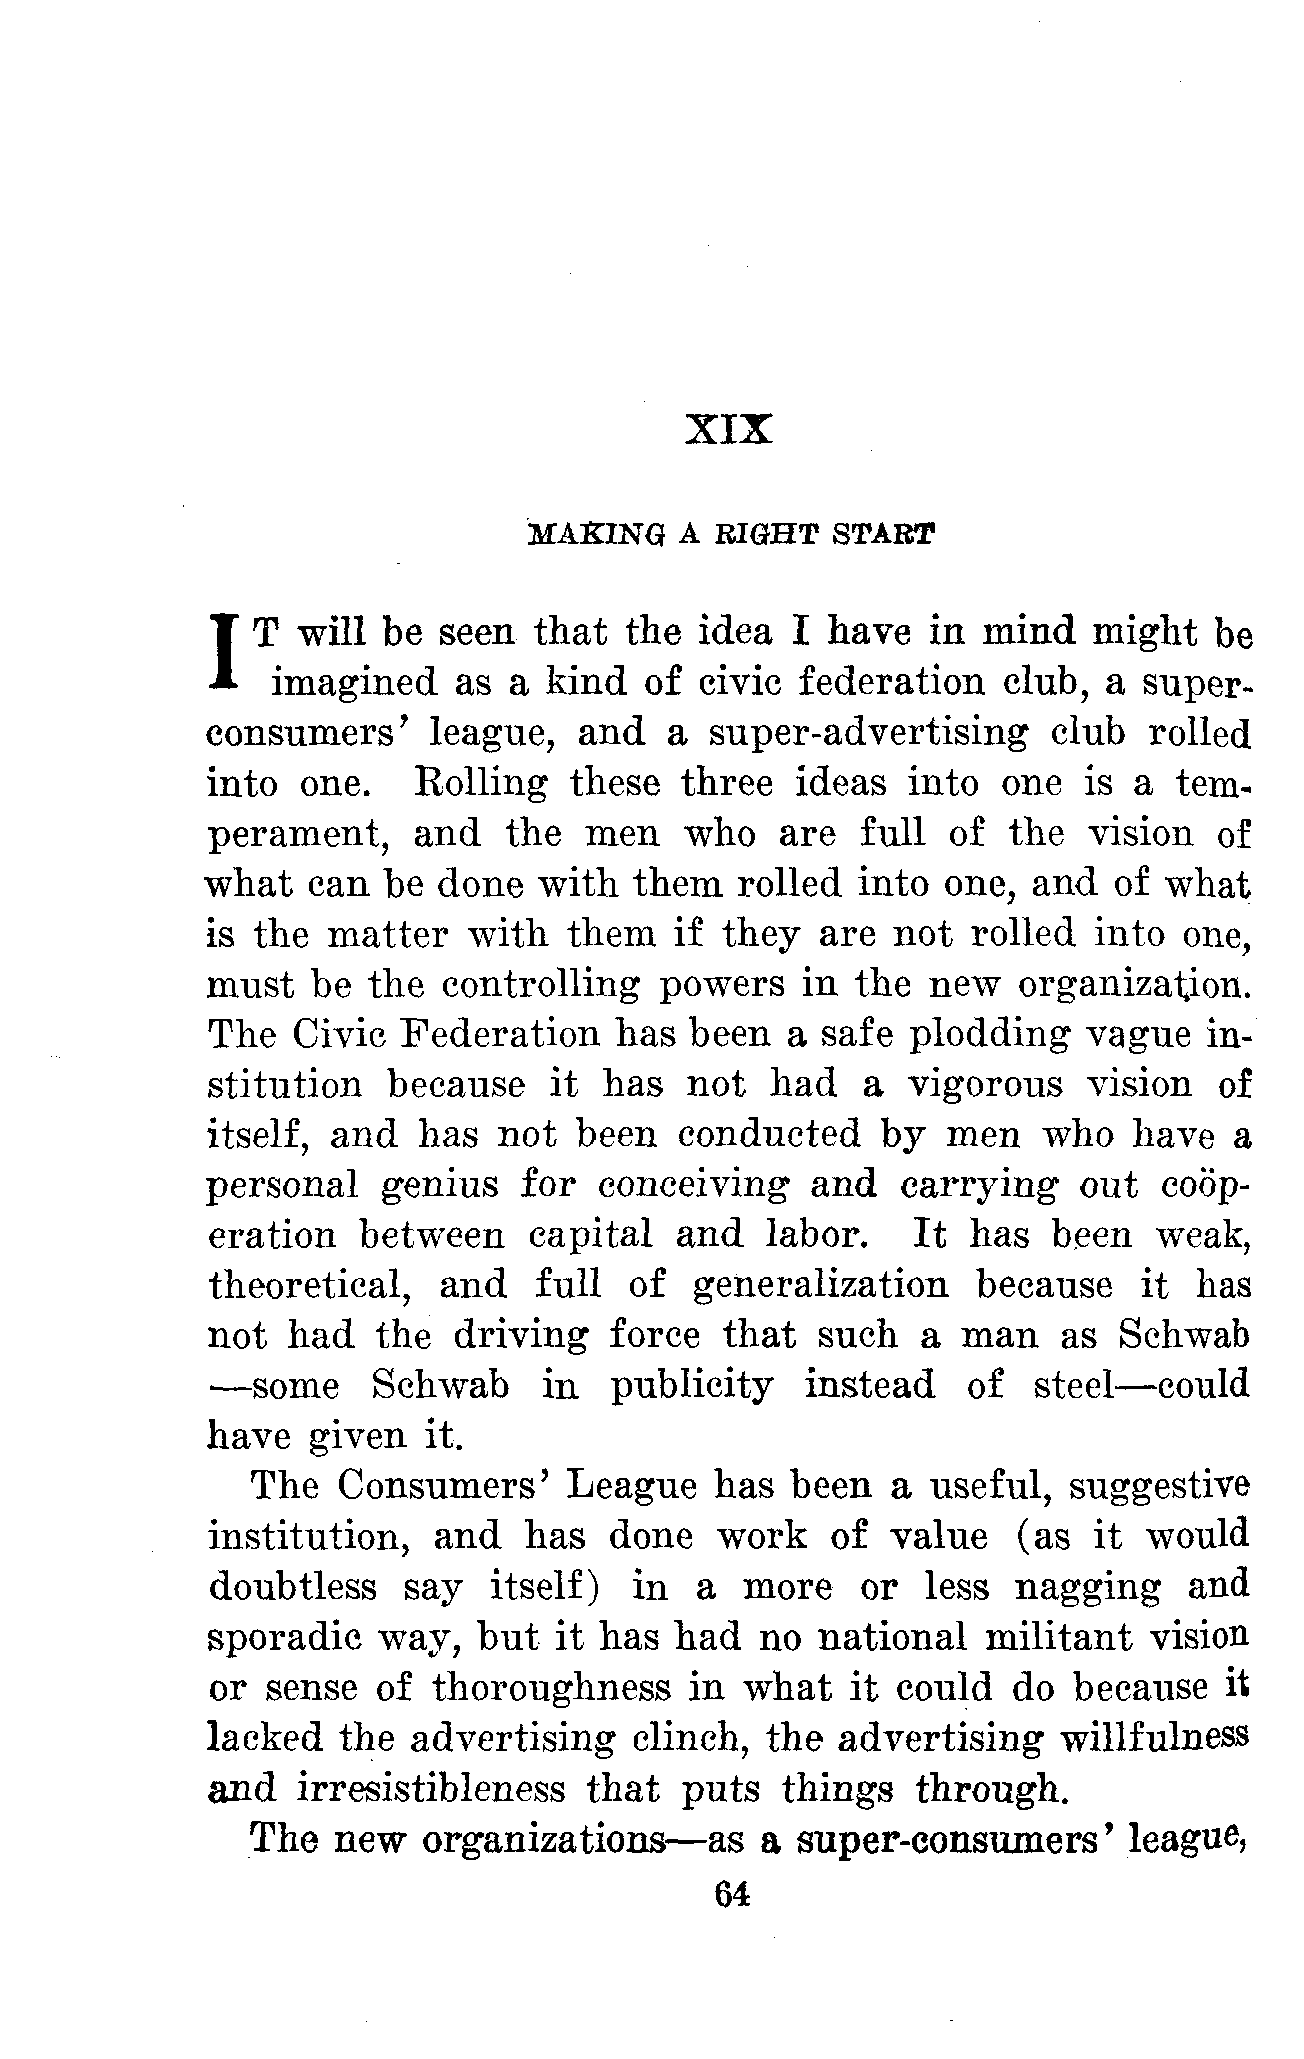 XIX
MAKING A RIGHT START
IT will be seen that the idea I have in mind might be
imagined as a kind of civic federation club, a super-
consumers' league, and a super-advertising club rolled
into one. Rolling these three ideas into one is a tem-
perament, and the men who are full of the vision of
what can be done with them rolled into one, and of what
is the matter with them if they are not rolled into one,
must be the controlling powers in the new organization.
The Civic Federation has been a safe plodding vague in-
stitution because it has not had a vigorous vision of
itself, and has not been conducted by men who have a
personal genius for conceiving and carrying out coöp-
eration between capital and labor. It has been weak,
theoretical, and full of generalization because it has
not had the driving force that such a man as Schwab
—some Schwab in publicity instead of steel—could
have given it.
The Consumers' League has been a useful, suggestive
institution, and has done work of value (as it would
doubtless say itself) in a more or less nagging and
sporadic way, but it has had no national militant vision
or sense of thoroughness in what it could do because it
lacked the advertising clinch, the advertising willfulness
and irresistibleness that puts things through.
The new organizations—as a super-consumers' league,
64